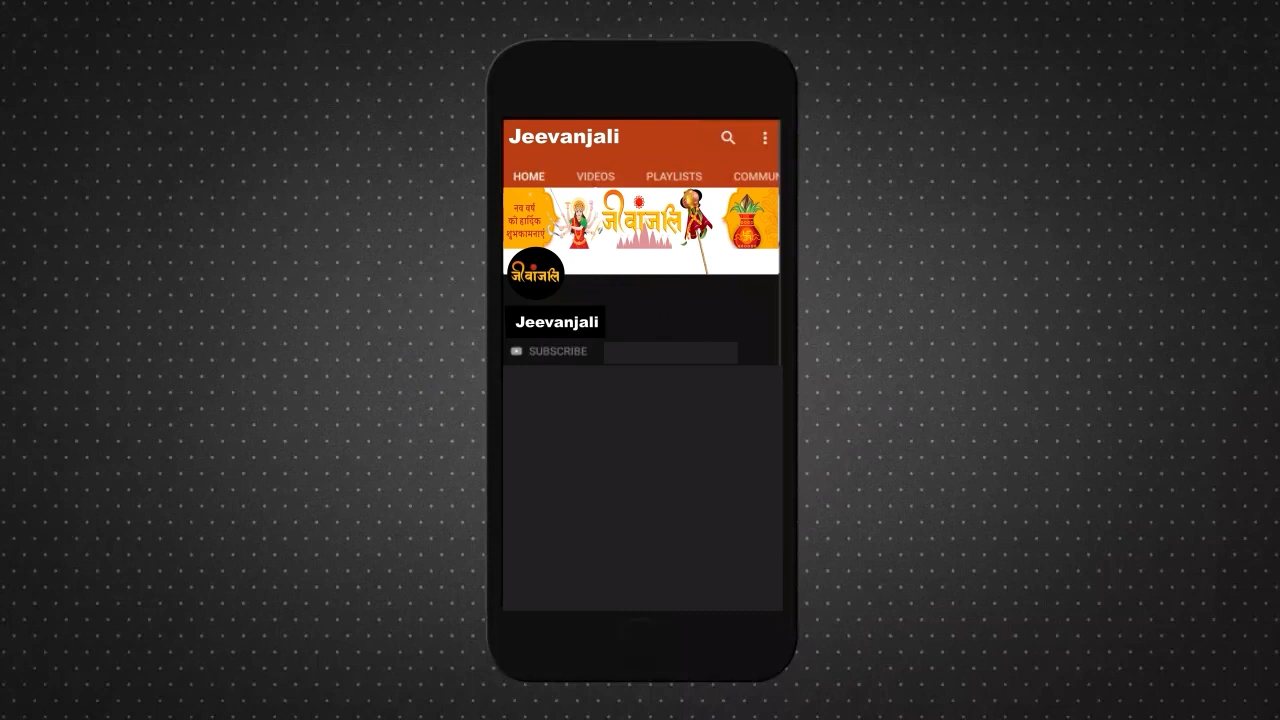 Jeevanjali
HOME VIDEOS PLAYLISTS COMMUN
नव वर्ष
की हार्दिक
शुभकामनाएं
जीवांजलि
जीवांजलि
Jeevanjali
SUBSCRIBE